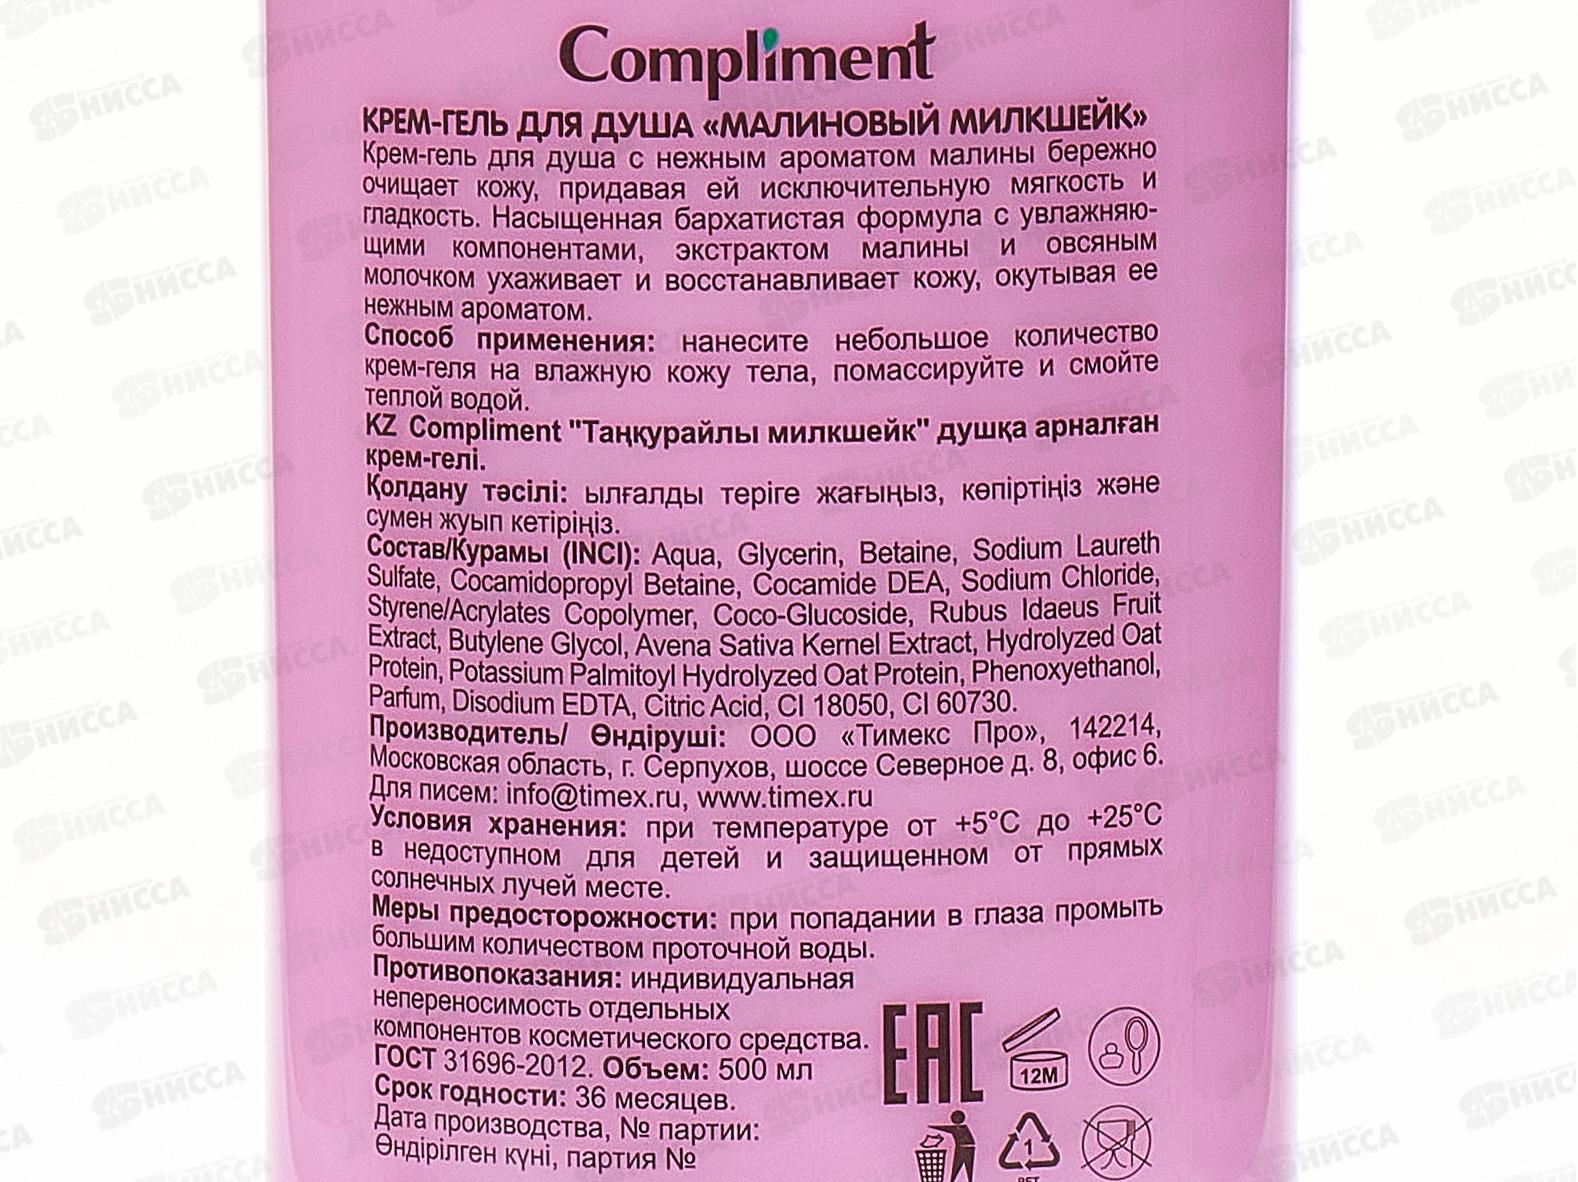 Compliment
КРЕМ-ГЕЛЬ ДЛЯ ДУША «МАЛИНОВЫЙ МИЛКШЕЙК»
Крем-гель для душа с нежным ароматом малины бережно
очищает кожу, придавая ей исключительную мягкость и
гладкость. Насыщенная бархатистая формула с увлажняю-
щими компонентами, экстрактом малины и овсяным
молочком ухаживает и восстанавливает кожу, окутывая ее
нежным ароматом.
Способ применения: нанесите небольшое количество
крем-геля на влажную кожу тела, помассируйте и смойте
теплой водой.
KZ Compliment "Таңқурайлы милкшейк" душқа арналған
крем-гелі.
Қолдану тәсілі: ылғалды теріге жағыңыз, көпіртіңіз және
сумен жуып кетіріңіз.
Состав/Курамы (INCI): Aqua, Glycerin, Betaine, Sodium Laureth
Sulfate, Cocamidopropyl Betaine, Cocamide DEA, Sodium Chloride,
Styrene/Acrylates Copolymer, Coco-Glucoside, Rubus Idaeus Fruit
Extract, Butylene Glycol, Avena Sativa Kernel Extract, Hydrolyzed Oat
Protein, Potassium Palmitoyl Hydrolyzed Oat Protein, Phenoxyethanol,
Parfum, Disodium EDTA, Citric Acid, CI 18050, CI 60730.
Производитель/ Өндіруші: ООО «Тимекс Про», 142214,
Московская область, г. Серпухов, шоссе Северное д. 8, офис 6.
Для писем: info@timex.ru, www.timex.ru
Условия хранения: при температуре от +5°С до +25°С
в недоступном для детей и защищенном от прямых
солнечных лучей месте.
Меры предосторожности: при попадании в глаза промыть
большим количеством проточной воды.
Противопоказания: индивидуальная
непереносимость отдельных
компонентов косметического средства.
ГОСТ 31696-2012. Объем: 500 мл
Срок годности: 36 месяцев.
Дата производства, № партии:
Өндірілген күні, партия №
ЕАС
12M
1
PET
НИССА